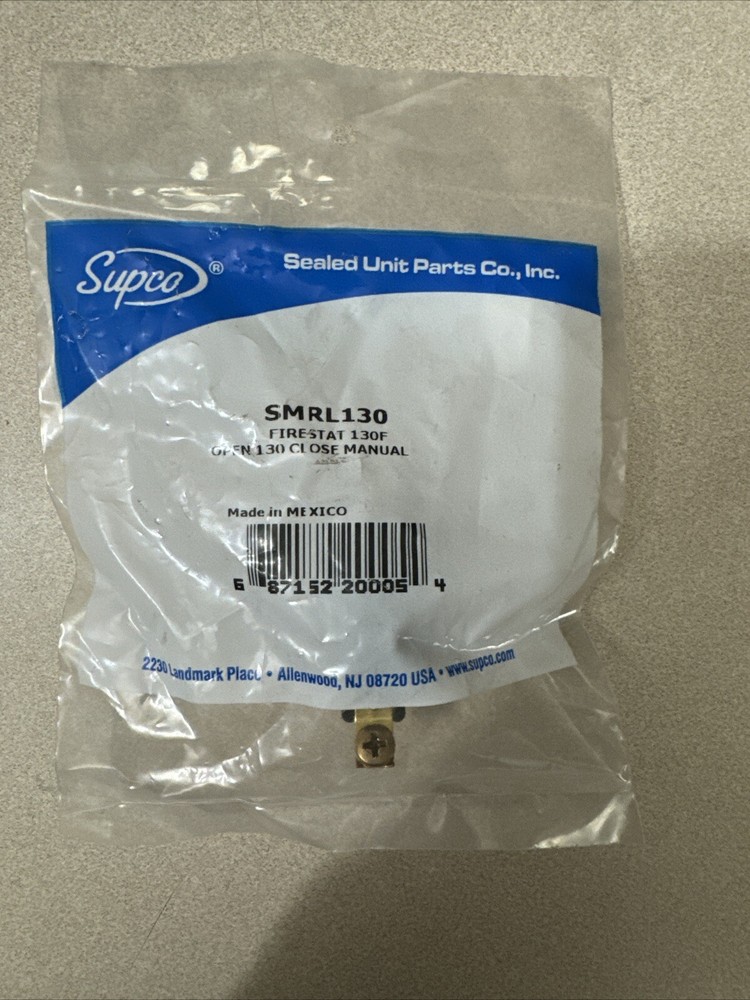 Supco®
Sealed Unit Parts Co., Inc.
SMRL130
FIRESTAT 130F
OPEN 130 CLOSE MANUAL
Made in MEXICO
6 87152 20005 4
2230 Landmark Place • Allenwood, NJ 08720 USA • www.supco.com